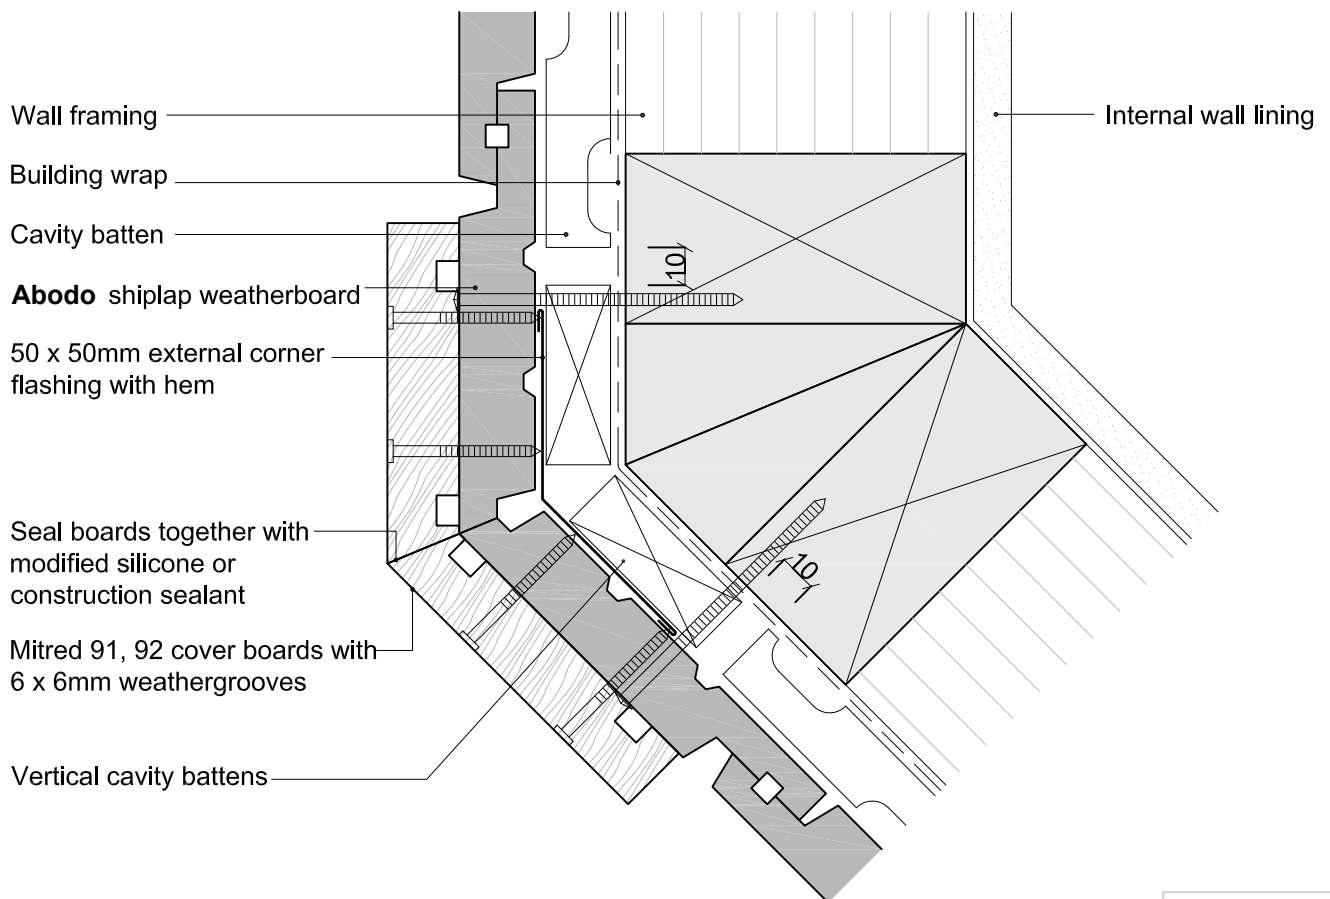 Wall framing
Internal wall lining
Building wrap
Cavity batten
Abodo shiplap weatherboard
10
50 x 50mm external corner
flashing with hem
Seal boards together with
modified silicone or
construction sealant
10
Mitred 91, 92 cover boards with
6 x 6mm weathergrooves
Vertical cavity battens